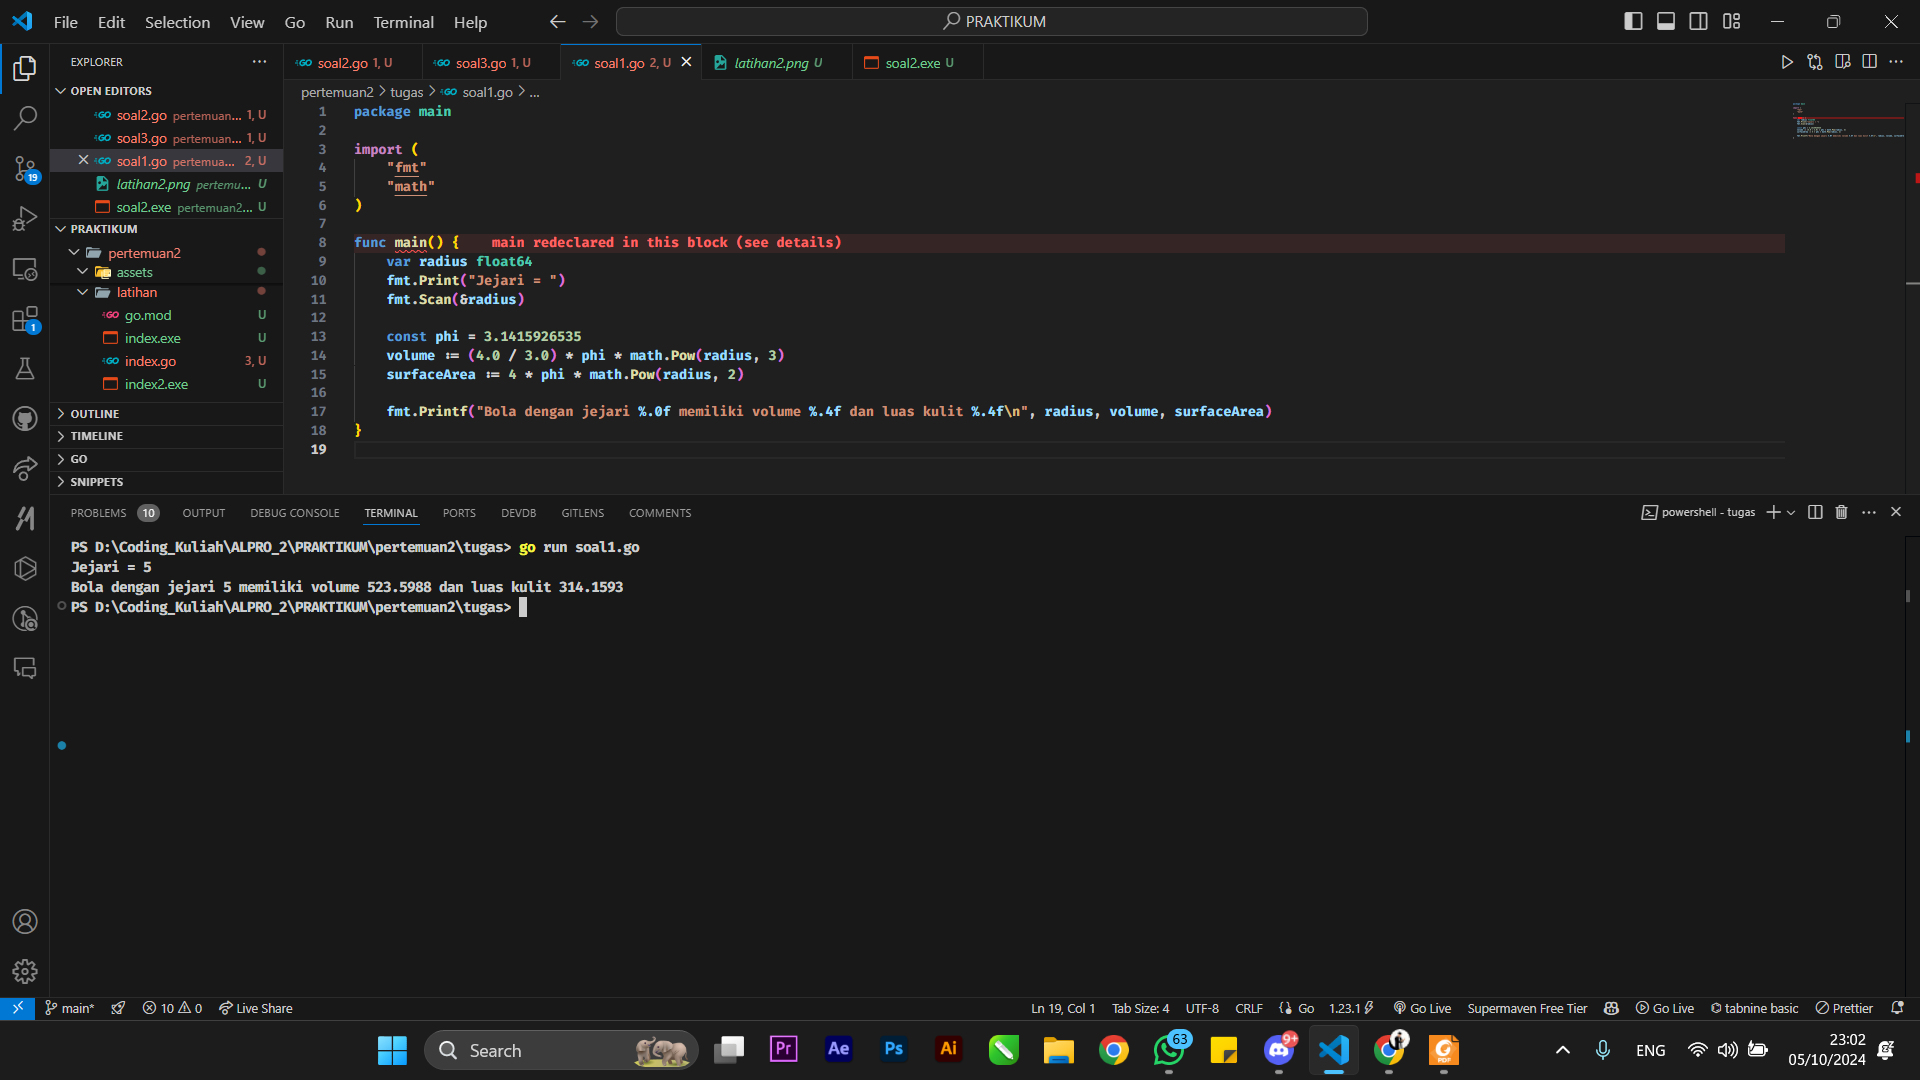 File Edit Selection View Go Run Terminal Help
PRAKTIKUM
EXPLORER
OPEN EDITORS
soal2.go pertemuan... 1, U
soal3.go pertemuan... 1, U
soal1.go pertemua... 2, U
latihan2.png pertemu... U
soal2.exe pertemuan2... U
PRAKTIKUM
pertemuan2
assets
latihan
go.mod U
index.exe U
index.go 3, U
index2.exe U
OUTLINE
TIMELINE
GO
SNIPPETS
19
1
soal2.go 1, U
soal3.go 1, U
soal1.go 2, U
latihan2.png U
soal2.exe U
pertemuan2 > tugas > soal1.go > ...
1 package main
2
3 import (
4 "fmt"
5 "math"
6 )
7
8 func main() { main redeclared in this block (see details)
9 var radius float64
10 fmt.Print("Jejari = ")
11 fmt.Scan(&radius)
12
13 const phi = 3.1415926535
14 volume := (4.0 / 3.0) * phi * math.Pow(radius, 3)
15 surfaceArea := 4 * phi * math.Pow(radius, 2)
16
17 fmt.Printf("Bola dengan jejari %.0f memiliki volume %.4f dan luas kulit %.4f\n", radius, volume, surfaceArea)
18 }
19
PROBLEMS 10 OUTPUT DEBUG CONSOLE TERMINAL PORTS DEVDB GITLENS COMMENTS
powershell - tugas
PS D:\Coding_Kuliah\ALPRO_2\PRAKTIKUM\pertemuan2\tugas> go run soal1.go
Jejari = 5
Bola dengan jejari 5 memiliki volume 523.5988 dan luas kulit 314.1593
PS D:\Coding_Kuliah\ALPRO_2\PRAKTIKUM\pertemuan2\tugas>
main* 10 0 Live Share
Ln 19, Col 1 Tab Size: 4 UTF-8 CRLF {} Go 1.23.1 Go Live Supermaven Free Tier Go Live tabnine basic Prettier
Search
Pr Ae Ps Ai
63
9+
PDF
ENG
23:02
05/10/2024